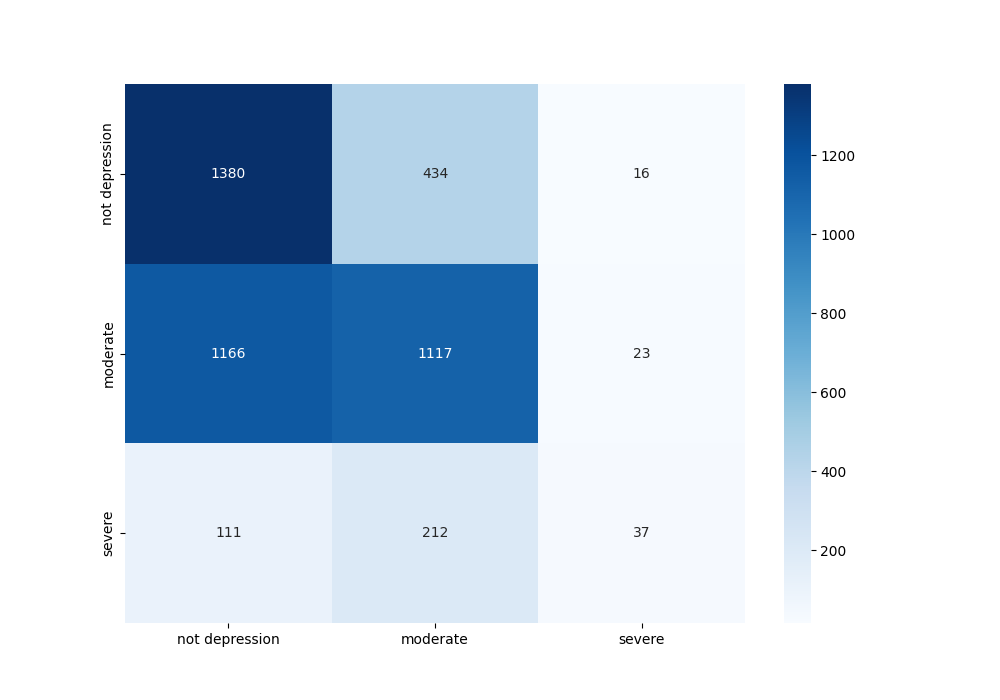 not depression
1380
434
16
moderate
1166
1117
23
severe
111
212
37
not depression
moderate
severe
1200
1000
800
600
400
200